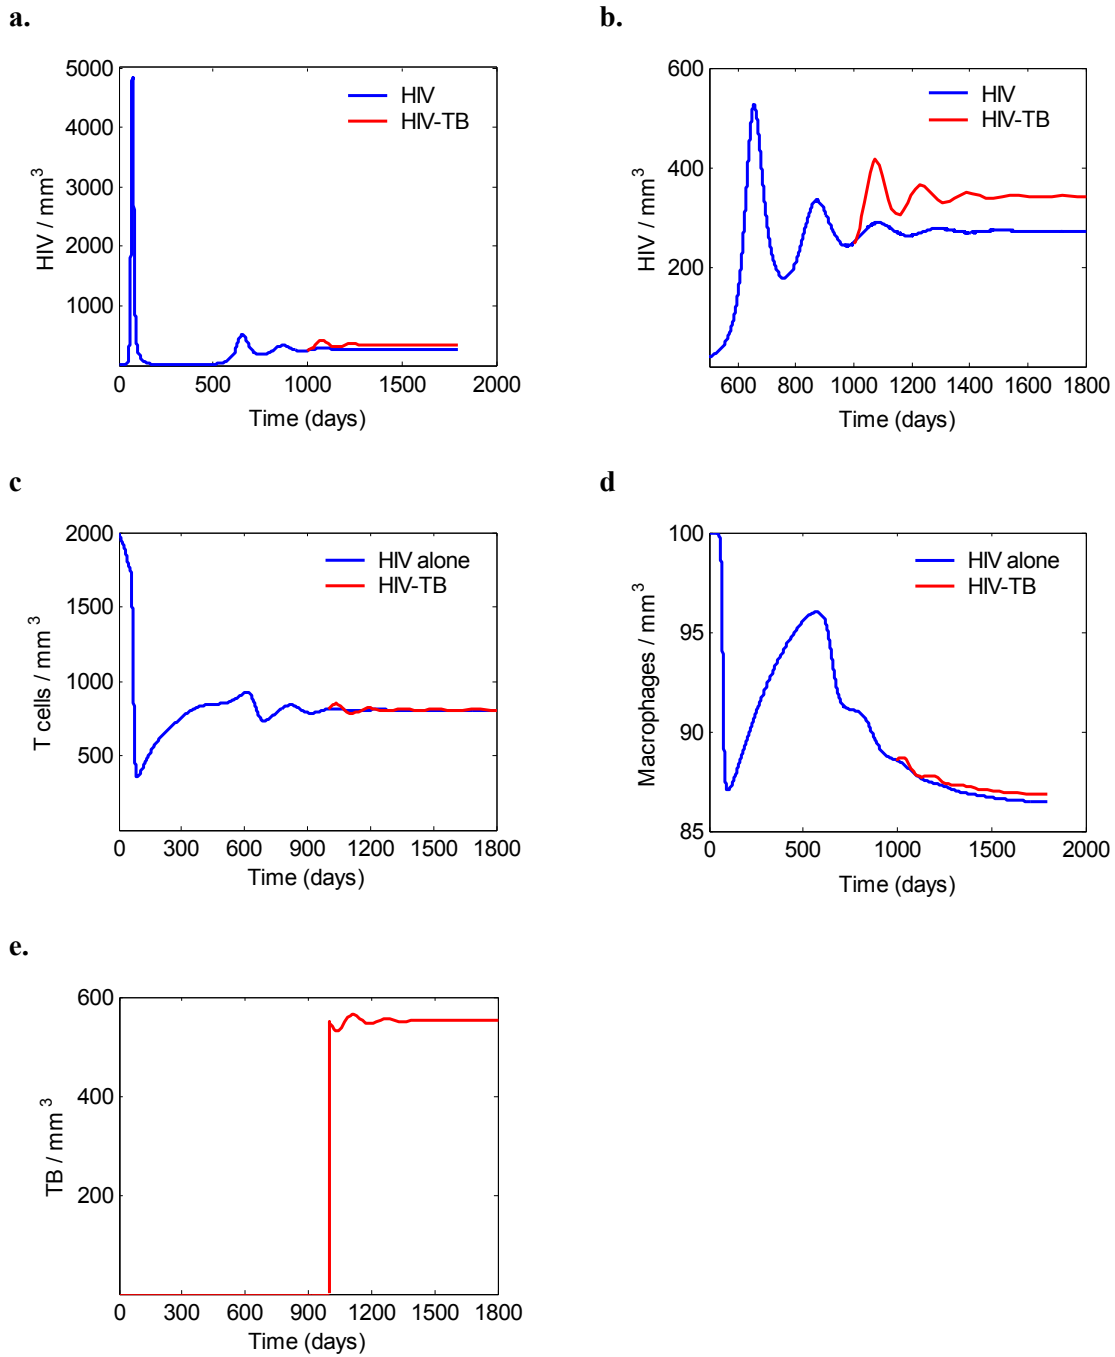 a.
5000
4000
3000
2000
1000
0
500
1000
1500
2000
HIV / mm³
Time (days)
HIV
HIV-TB
b.
600
400
200
600
800
1000
1200
1400
1600
1800
HIV / mm³
Time (days)
HIV
HIV-TB
c
2000
1500
1000
500
0
300
600
900
1200
1500
1800
T cells / mm³
Time (days)
HIV alone
HIV-TB
d
100
95
90
85
0
500
1000
1500
2000
Macrophages / mm³
Time (days)
HIV alone
HIV-TB
e.
600
400
200
0
300
600
900
1200
1500
1800
TB / mm³
Time (days)